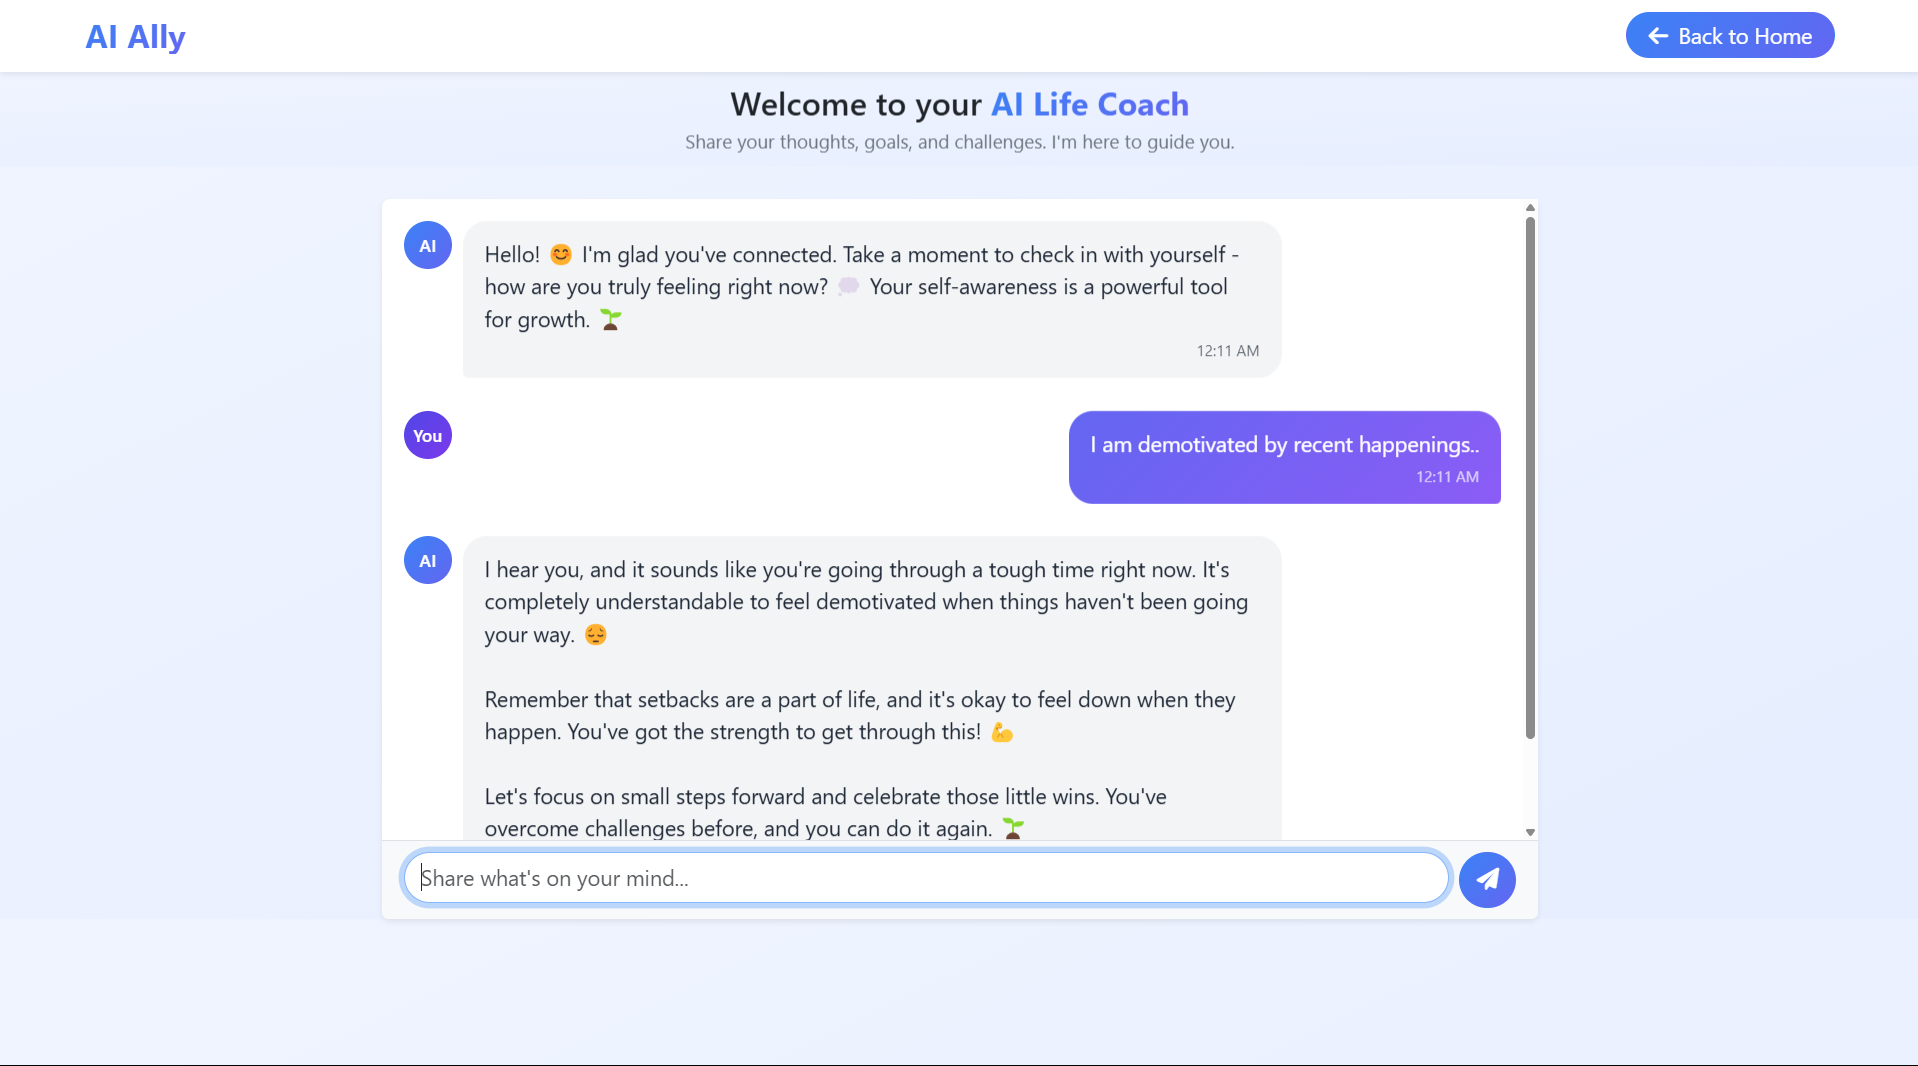 AI Ally
Back to Home
Welcome to your AI Life Coach
Share your thoughts, goals, and challenges. I'm here to guide you.
AI
Hello! 😊 I'm glad you've connected. Take a moment to check in with yourself -
how are you truly feeling right now? 💭 Your self-awareness is a powerful tool
for growth. 🌱
12:11 AM
You
I am demotivated by recent happenings..
12:11 AM
AI
I hear you, and it sounds like you're going through a tough time right now. It's
completely understandable to feel demotivated when things haven't been going
your way. 😔
Remember that setbacks are a part of life, and it's okay to feel down when they
happen. You've got the strength to get through this! 💪
Let's focus on small steps forward and celebrate those little wins. You've
overcome challenges before, and you can do it again. 🌱
Share what's on your mind...